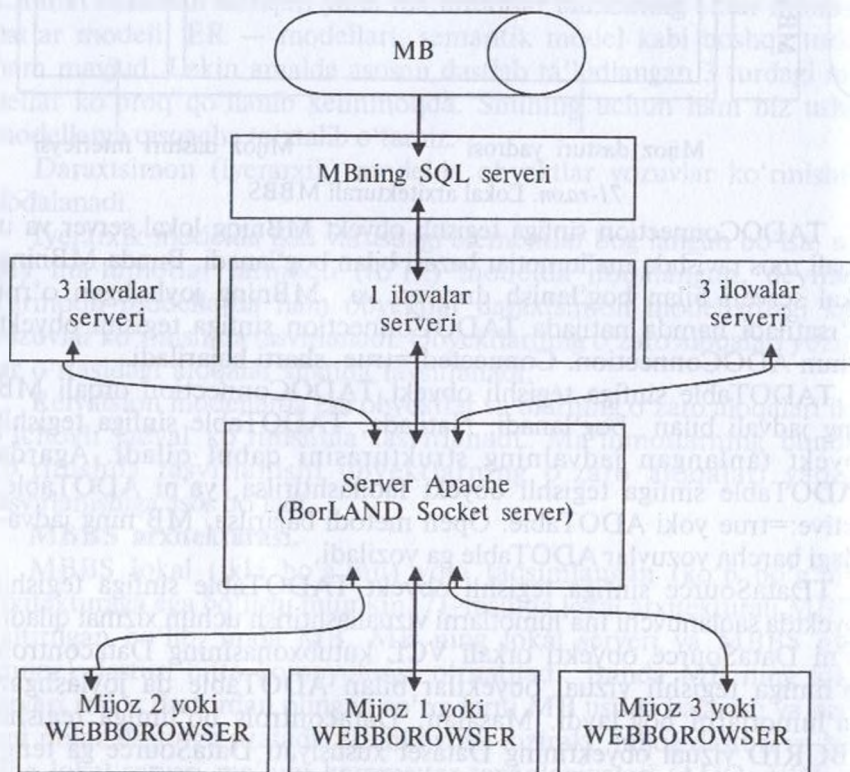 MB
MBning SQL serveri
3 ilovalar
serveri
1 ilovalar
serveri
3 ilovalar
serveri
Server Apache
(BorLAND Socket server)
Mijoz 2 yoki
WEBBOROWSER
Mijoz 1 yoki
WEBBOROWSER
Mijoz 3 yoki
WEBBOROWSER